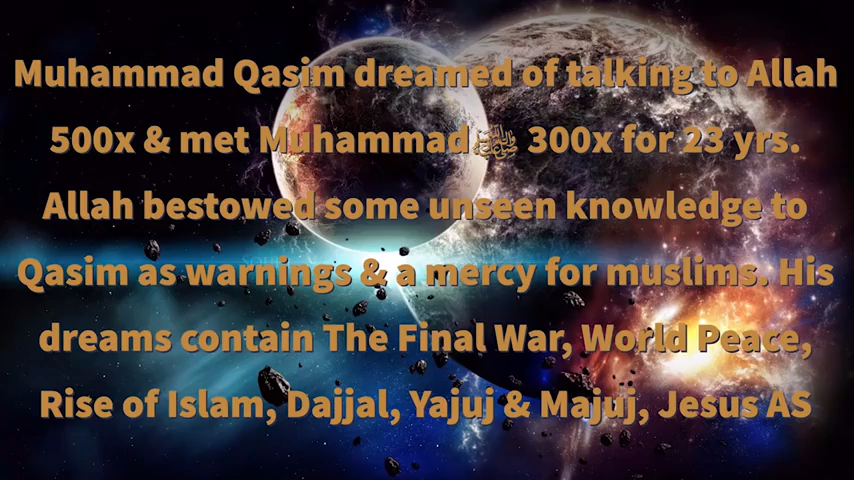 Muhammad Qasim dreamed of talking to Allah
500x & met Muhammadﷺ 300x for 23 yrs.
Allah bestowed some unseen knowledge to
Qasim as warnings & a mercy for muslims. His
dreams contain The Final War, World Peace,
Rise of Islam, Dajjal, Yajuj & Majuj, Jesus AS